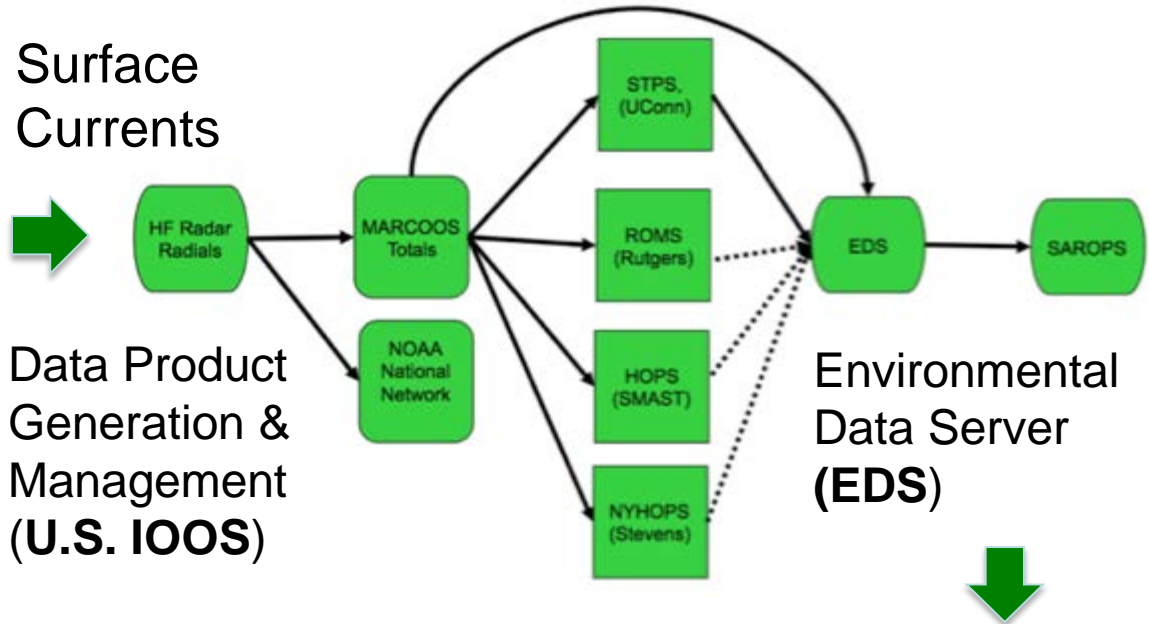 Surface
Currents
HF Radar
Radials
MARCOOS
Totals
NOAA
National
Network
STPS,
(UConn)
ROMS
(Rutgers)
HOPS
(SMAST)
NYHOPS
(Stevens)
EDS
SAROPS
Data Product
Generation &
Management
(U.S. IOOS)
Environmental
Data Server
(EDS)